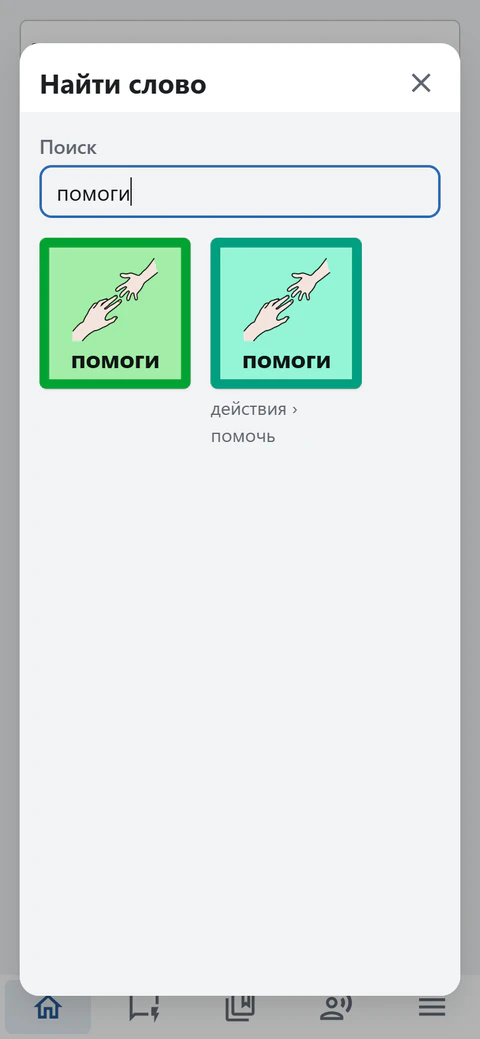 Найти слово
Поиск
помоги
помоги
помоги
действия ›
помочь